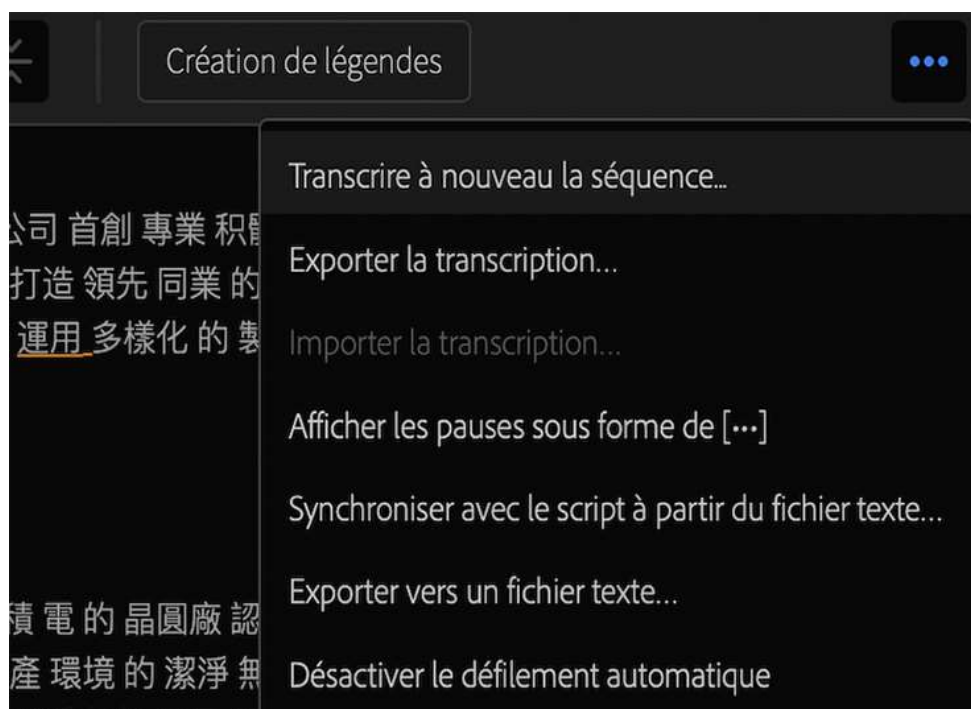 Création de légendes
Transcrire à nouveau la séquence...
公司 首創 專業 积
Exporter la transcription...
打造 領先 同業 的
運用 多樣化 的 製
Importer la transcription...
Afficher les pauses sous forme de [···]
Synchroniser avec le script à partir du fichier texte...
Exporter vers un fichier texte...
積 電 的 晶圓廠 認
產 環境 的 潔淨 無
Désactiver le défilement automatique